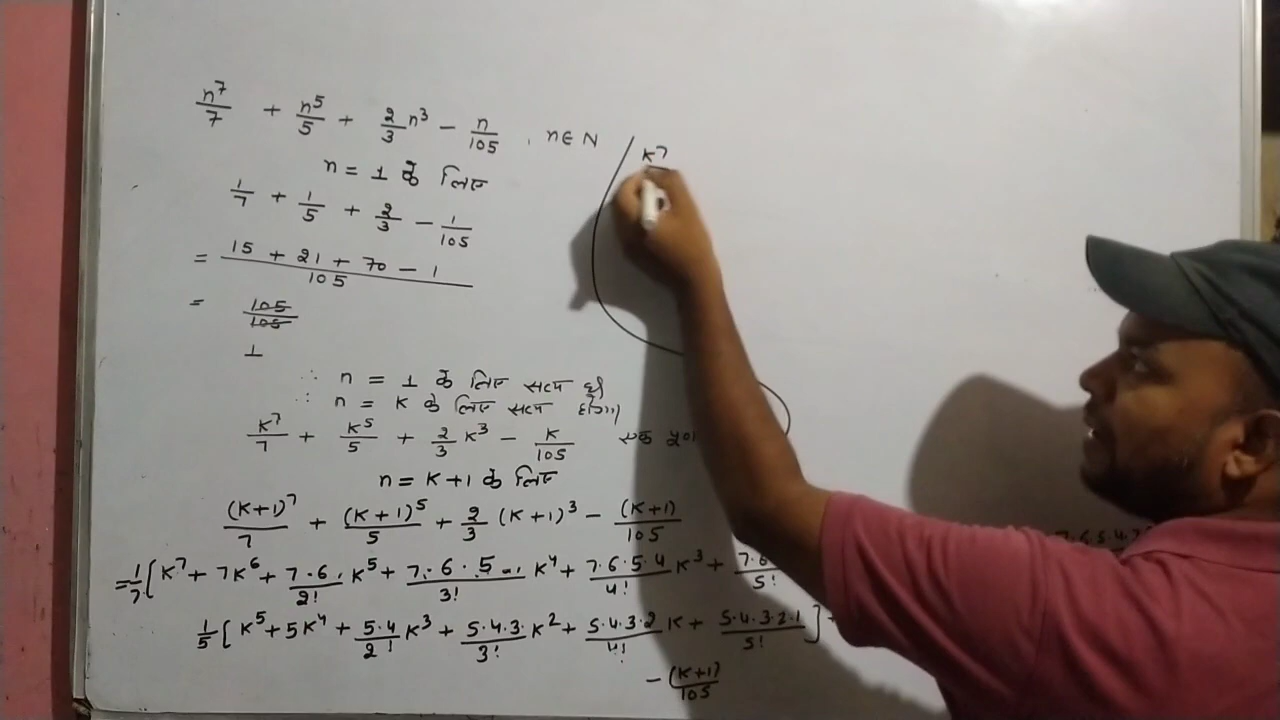 n⁷/7 + n⁵/5 + 2/3 n³ − n/105 , n ∈ N
n = 1 के लिए
1/7 + 1/5 + 2/3 − 1/105
= (15 + 21 + 70 − 1)/105
= 105/105
1
∴ n = 1 के लिए सत्य है
∴ n = K के लिए सत्य होगा
K⁷/7 + K⁵/5 + 2/3 K³ − K/105 एक
n = K+1 के लिए
(K+1)⁷/7 + (K+1)⁵/5 + 2/3 (K+1)³ − (K+1)/105
= 1/7 [K⁷ + 7K⁶ + 7·6/2! K⁵ + 7·6·5/3! K⁴ + 7·6·5·4/4! K³ + 7·6/5!
1/5 [K⁵ + 5K⁴ + 5·4/2! K³ + 5·4·3/3! K² + 5·4·3·2/4! K + 5·4·3·2·1/5!] +
− (K+1)/105
K⁷